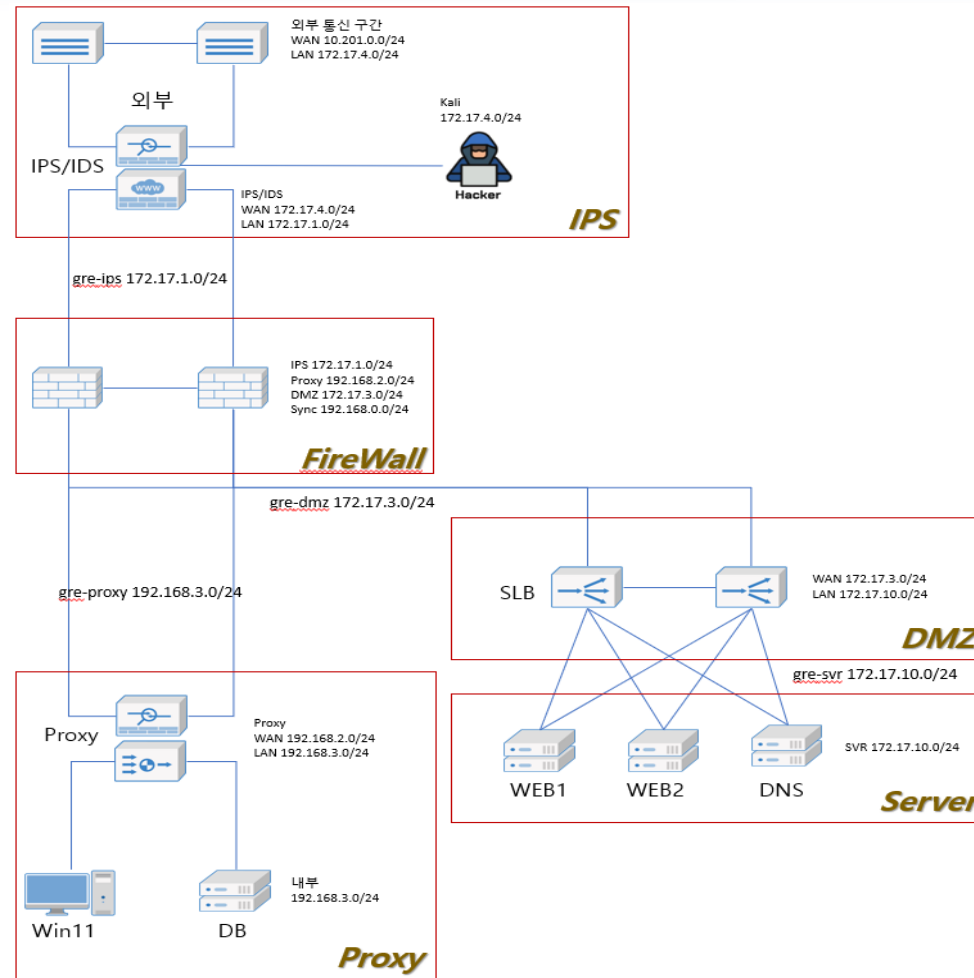 외부 통신 구간
WAN 10.201.0.0/24
LAN 172.17.4.0/24
외부
Kali
172.17.4.0/24
IPS/IDS
WWW
Hacker
IPS/IDS
WAN 172.17.4.0/24
LAN 172.17.1.0/24
IPS
gre-ips 172.17.1.0/24
IPS 172.17.1.0/24
Proxy 192.168.2.0/24
DMZ 172.17.3.0/24
Sync 192.168.0.0/24
FireWall
gre-dmz 172.17.3.0/24
gre-proxy 192.168.3.0/24
SLB
WAN 172.17.3.0/24
LAN 172.17.10.0/24
DMZ
gre-svr 172.17.10.0/24
Proxy
Proxy
WAN 192.168.2.0/24
LAN 192.168.3.0/24
SVR 172.17.10.0/24
WEB1
WEB2
DNS
Server
내부
192.168.3.0/24
Win11
DB
Proxy